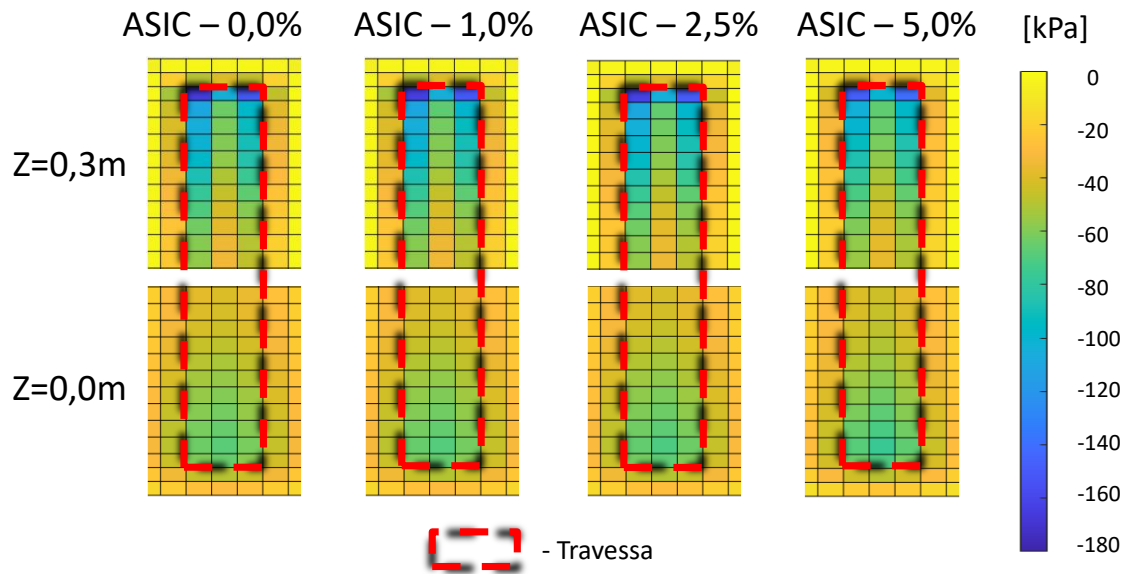 ASIC – 0,0% ASIC – 1,0% ASIC – 2,5% ASIC – 5,0% [kPa]
0
-20
Z=0,3m
-40
-60
-80
-100
Z=0,0m
-120
-140
-160
-180
- Travessa